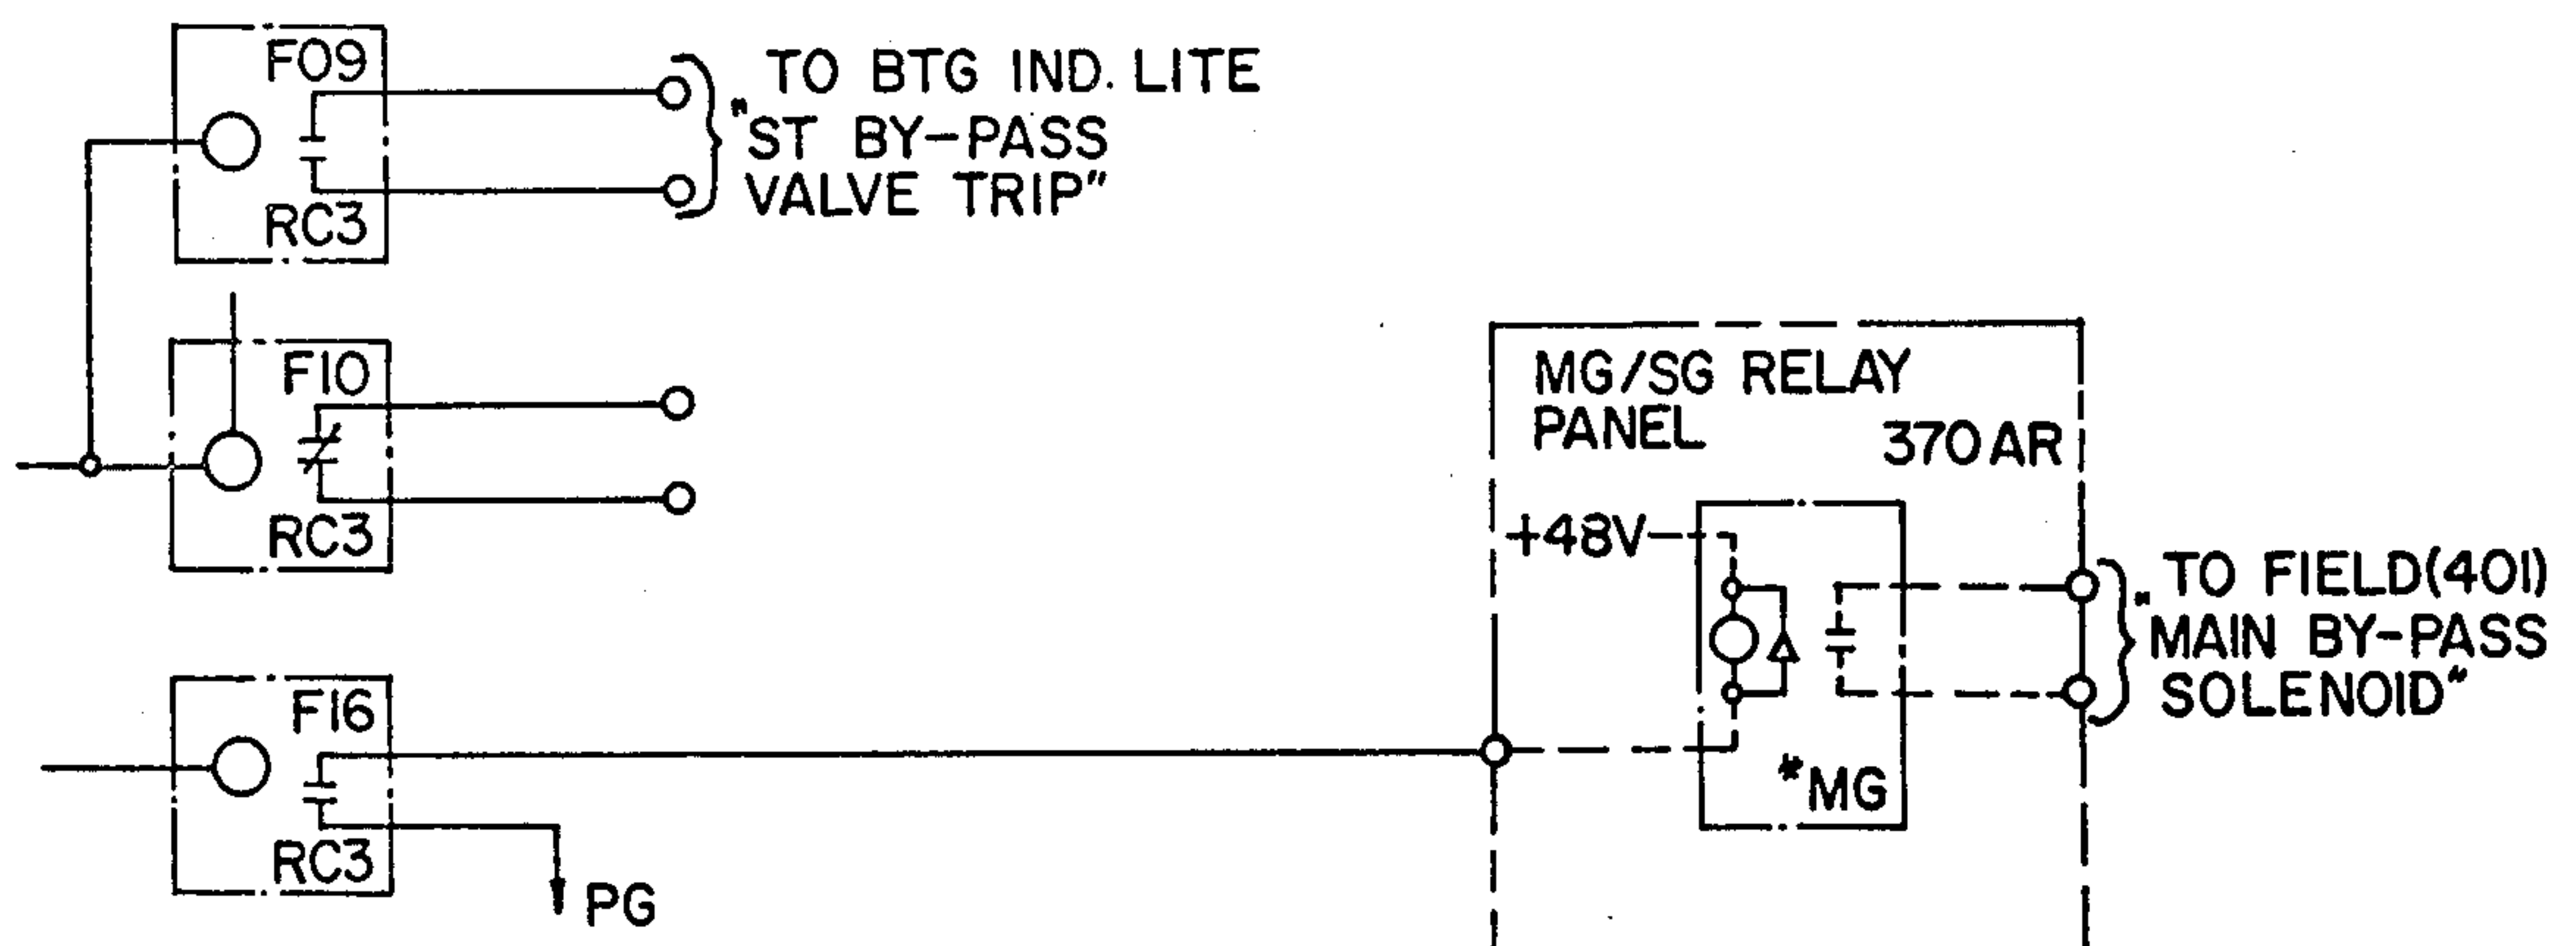 F09
RC3
TO BTG IND. LITE
"ST BY-PASS
VALVE TRIP"
F10
RC3
MG/SG RELAY
PANEL
370AR
+48V
*MG
TO FIELD(401)
"MAIN BY-PASS
SOLENOID"
F16
RC3
PG